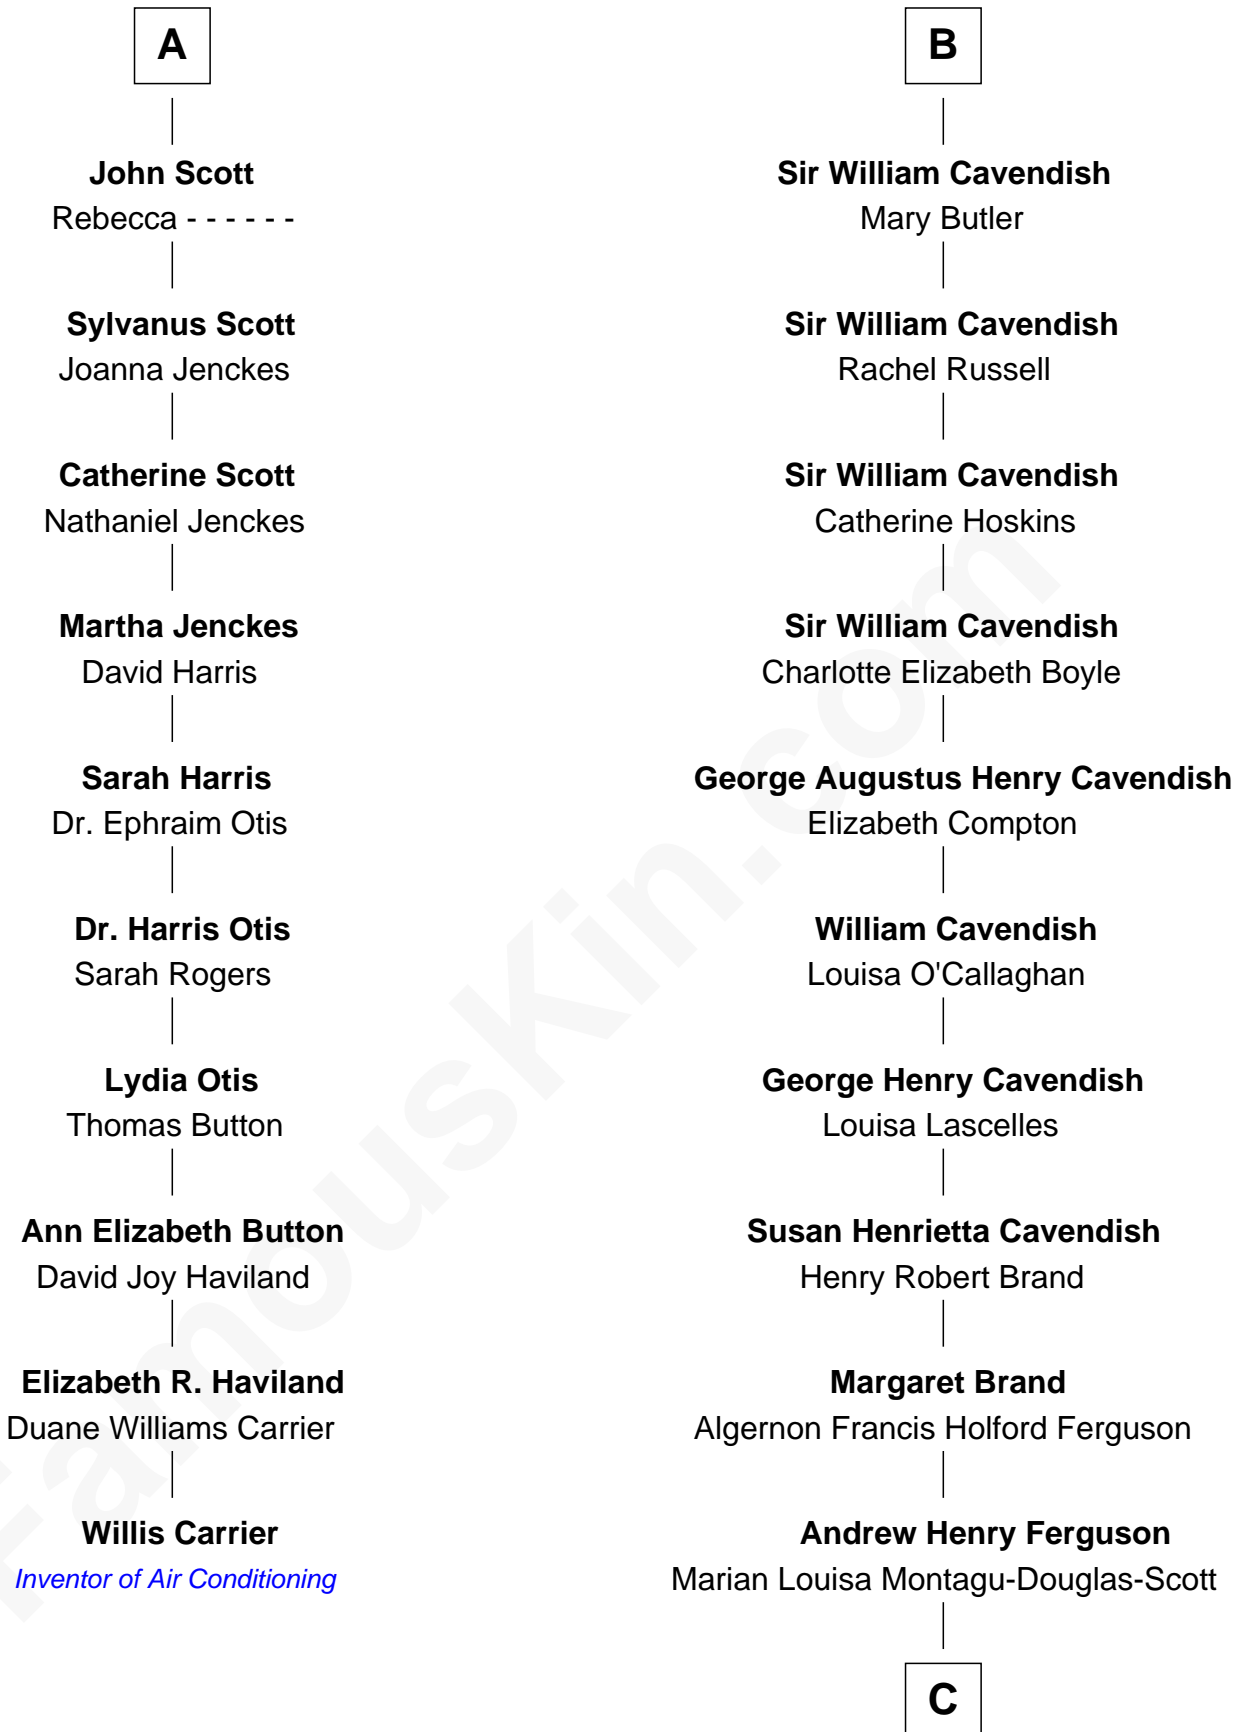 A
John Scott
Rebecca - - - - - -
Sylvanus Scott
Joanna Jenckes
Catherine Scott
Nathaniel Jenckes
Martha Jenckes
David Harris
Sarah Harris
Dr. Ephraim Otis
Dr. Harris Otis
Sarah Rogers
Lydia Otis
Thomas Button
Ann Elizabeth Button
David Joy Haviland
Elizabeth R. Haviland
Duane Williams Carrier
Willis Carrier
Inventor of Air Conditioning
B
Sir William Cavendish
Mary Butler
Sir William Cavendish
Rachel Russell
Sir William Cavendish
Catherine Hoskins
Sir William Cavendish
Charlotte Elizabeth Boyle
George Augustus Henry Cavendish
Elizabeth Compton
William Cavendish
Louisa O'Callaghan
George Henry Cavendish
Louisa Lascelles
Susan Henrietta Cavendish
Henry Robert Brand
Margaret Brand
Algernon Francis Holford Ferguson
Andrew Henry Ferguson
Marian Louisa Montagu-Douglas-Scott
C
FamousKin.com